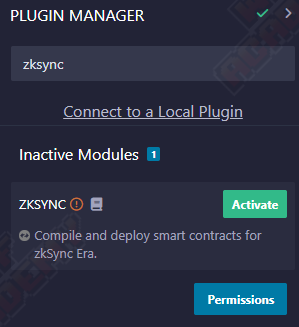 PLUGIN MANAGER
zksync
Connect to a Local Plugin
Inactive Modules 1
ZKSYNC Activate
Compile and deploy smart contracts for
zkSync Era.
Permissions